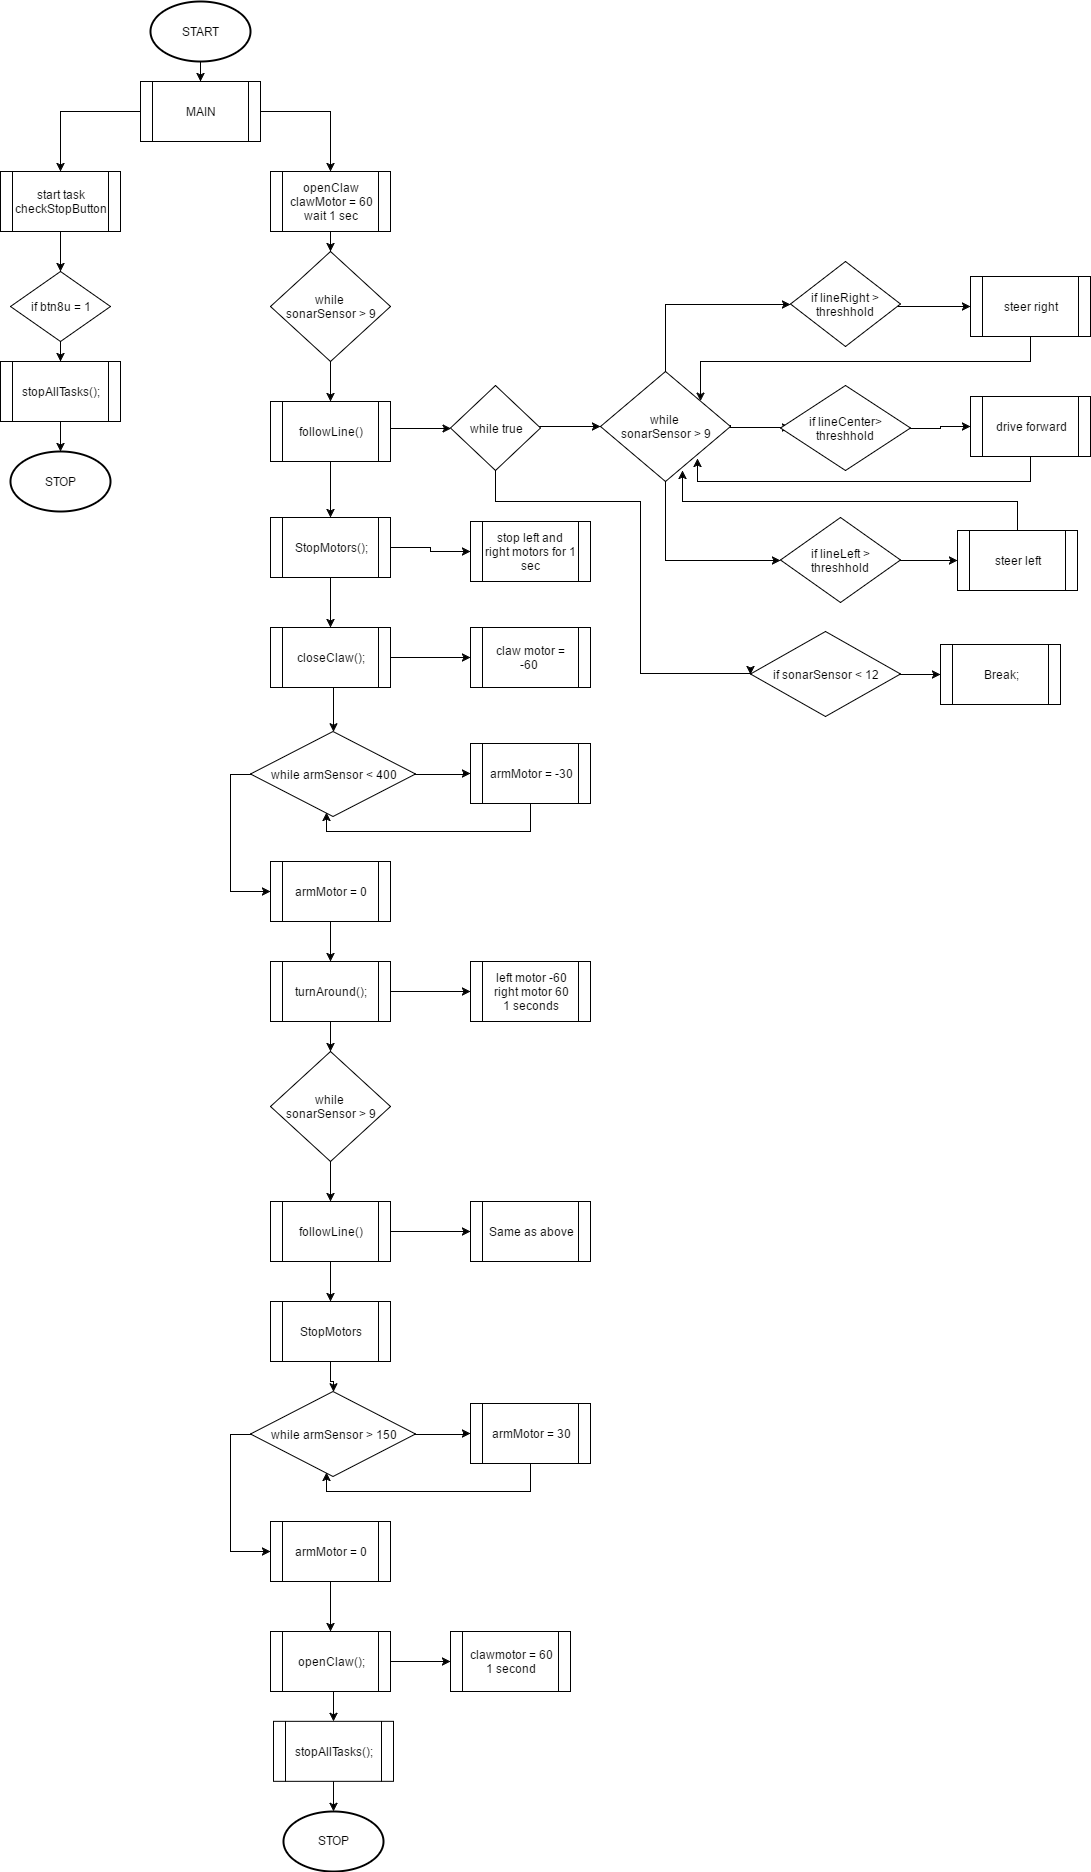 START
MAIN
start task
checkStopButton
openClaw
clawMotor = 60
wait 1 sec
if btn8u = 1
while
sonarSensor > 9
if lineRight >
threshhold
steer right
stopAllTasks();
followLine()
while true
while
sonarSensor > 9
if lineCenter>
threshhold
drive forward
STOP
StopMotors();
stop left and
right motors for 1
sec
if lineLeft >
threshhold
steer left
closeClaw();
claw motor =
-60
if sonarSensor < 12
Break;
while armSensor < 400
armMotor = -30
armMotor = 0
turnAround();
left motor -60
right motor 60
1 seconds
while
sonarSensor > 9
followLine()
Same as above
StopMotors
while armSensor > 150
armMotor = 30
armMotor = 0
openClaw();
clawmotor = 60
1 second
stopAllTasks();
STOP